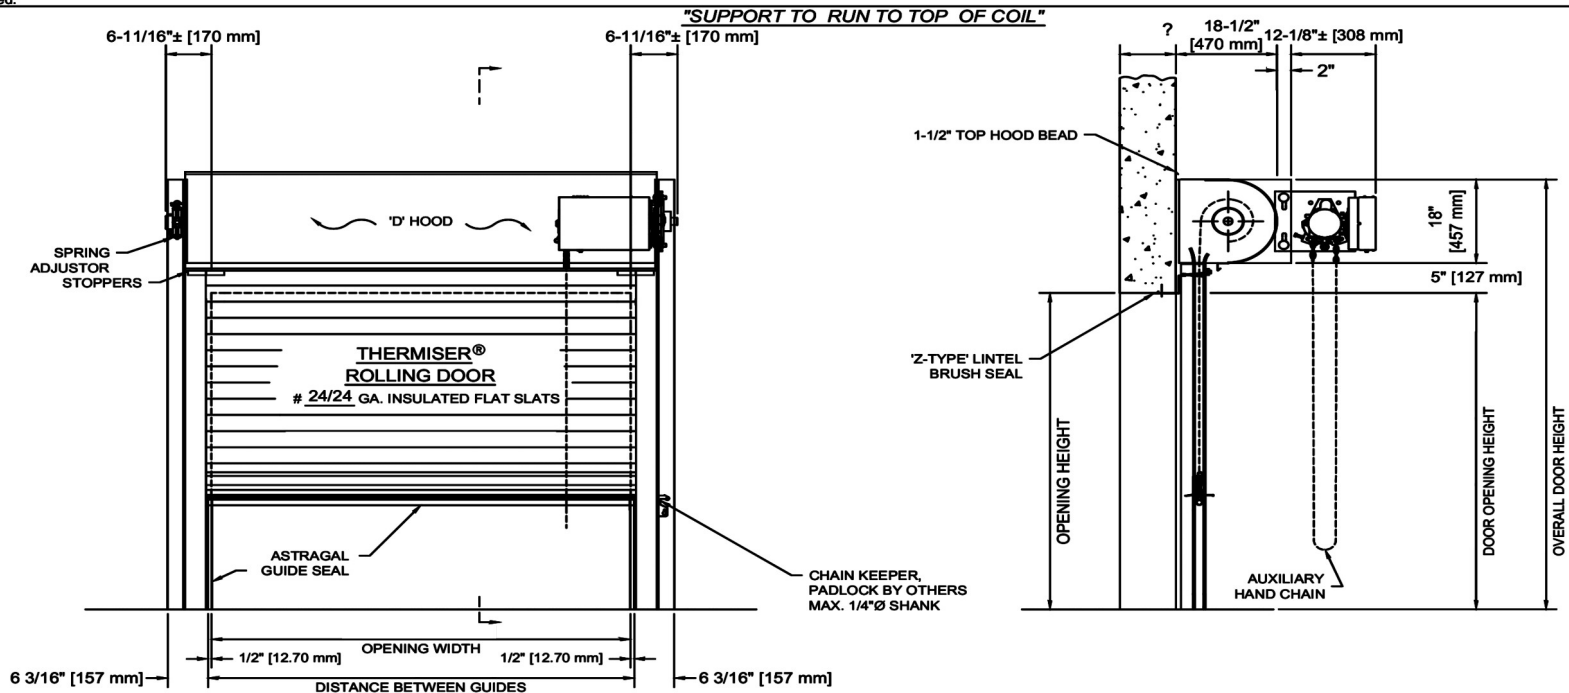 "SUPPORT TO RUN TO TOP OF COIL"
6-11/16"± [170 mm]
6-11/16"± [170 mm]
'D' HOOD
SPRING
ADJUSTOR
STOPPERS
THERMISER®
ROLLING DOOR
# 24/24 GA. INSULATED FLAT SLATS
ASTRAGAL
GUIDE SEAL
CHAIN KEEPER,
PADLOCK BY OTHERS
MAX. 1/4"Ø SHANK
OPENING WIDTH
1/2" [12.70 mm]
1/2" [12.70 mm]
6 3/16" [157 mm]
6 3/16" [157 mm]
DISTANCE BETWEEN GUIDES
?
18-1/2"
[470 mm]
12-1/8"± [308 mm]
2"
1-1/2" TOP HOOD BEAD
18"
[457 mm]
5" [127 mm]
'Z-TYPE' LINTEL
BRUSH SEAL
OPENING HEIGHT
DOOR OPENING HEIGHT
OVERALL DOOR HEIGHT
AUXILIARY
HAND CHAIN